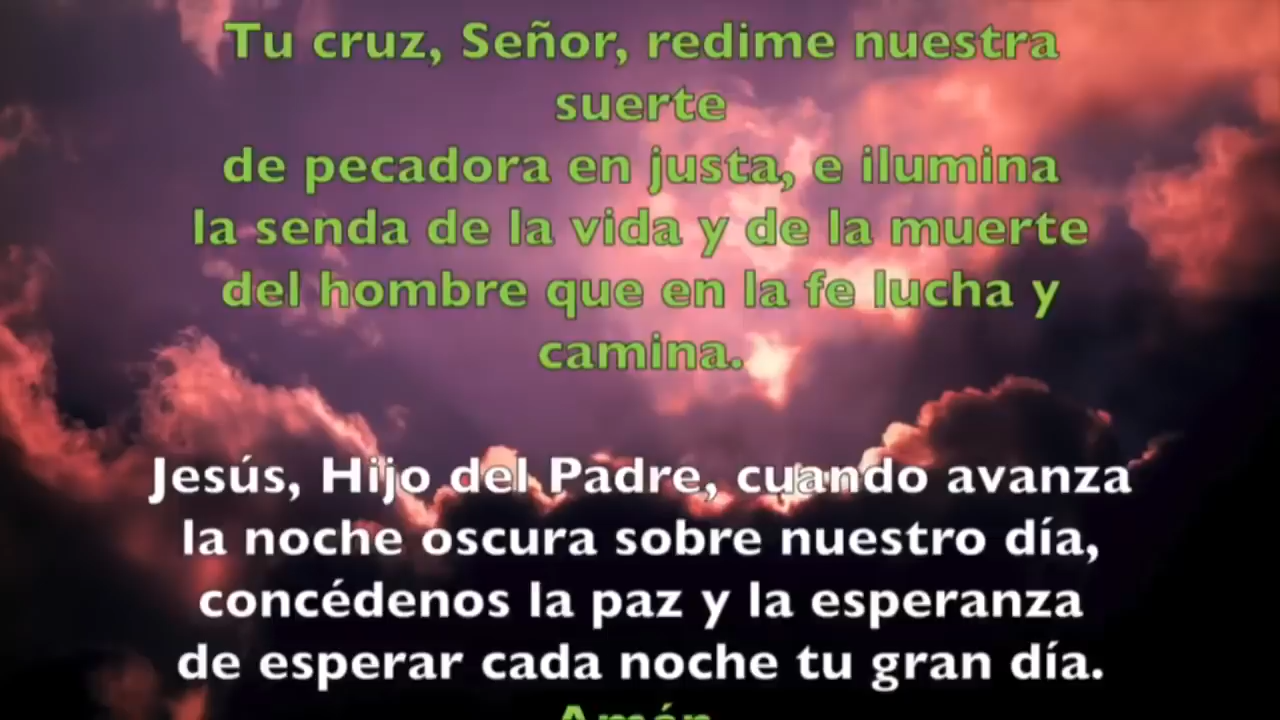 Tu cruz, Señor, redime nuestra
suerte
de pecadora en justa, e ilumina
la senda de la vida y de la muerte
del hombre que en la fe lucha y
camina.
Jesús, Hijo del Padre, cuando avanza
la noche oscura sobre nuestro día,
concédenos la paz y la esperanza
de esperar cada noche tu gran día.
Amén